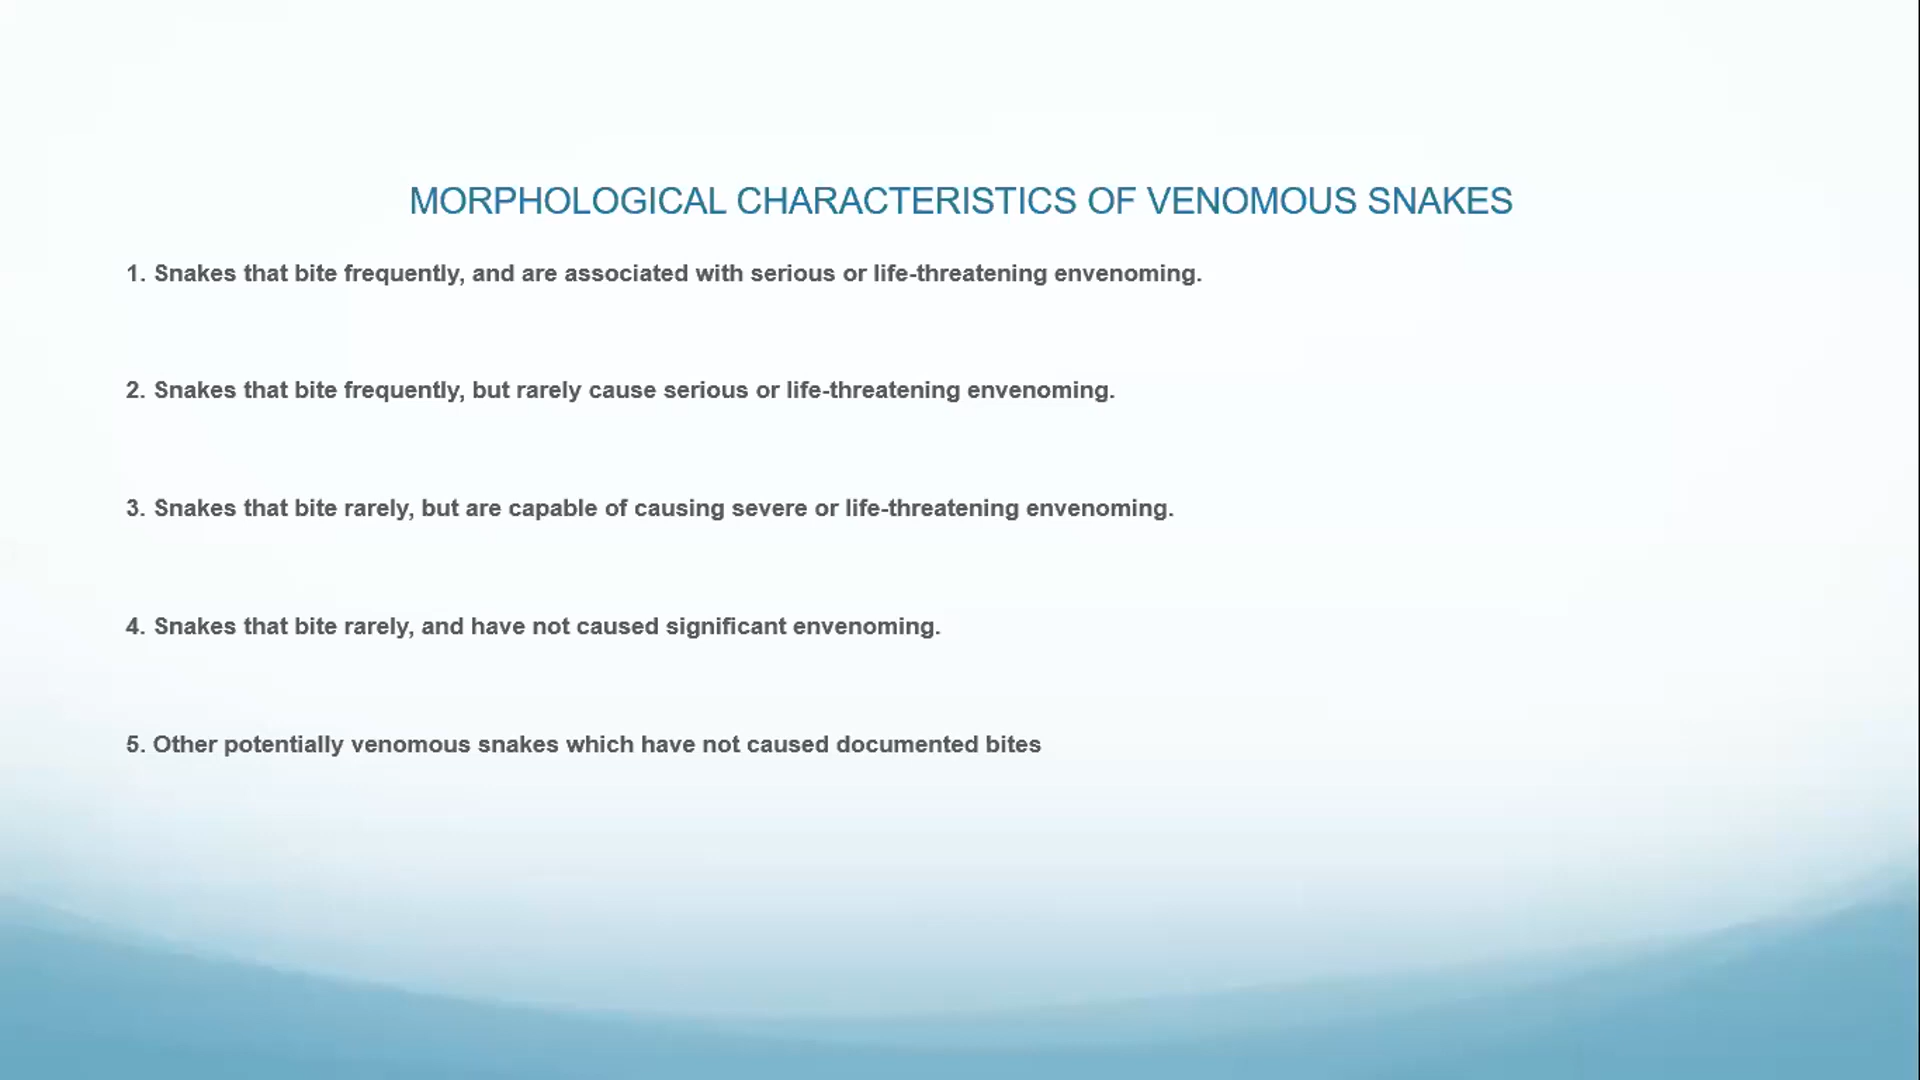 MORPHOLOGICAL CHARACTERISTICS OF VENOMOUS SNAKES
1. Snakes that bite frequently, and are associated with serious or life-threatening envenoming.
2. Snakes that bite frequently, but rarely cause serious or life-threatening envenoming.
3. Snakes that bite rarely, but are capable of causing severe or life-threatening envenoming.
4. Snakes that bite rarely, and have not caused significant envenoming.
5. Other potentially venomous snakes which have not caused documented bites